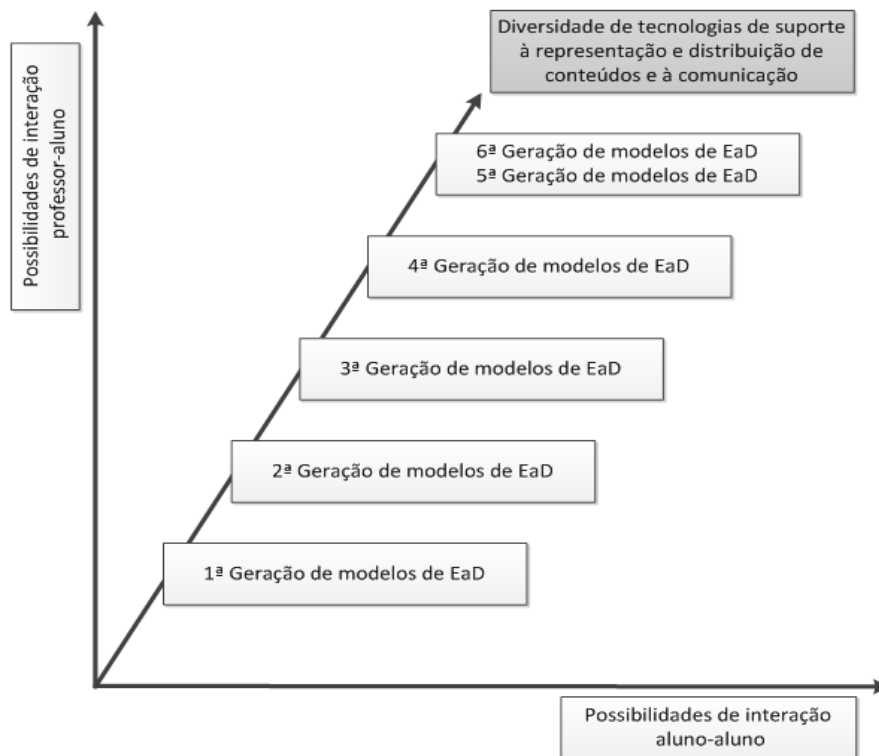 Diversidade de tecnologias de suporte
à representação e distribuição de
conteúdos e à comunicação
Possibilidades de interação
professor-aluno
6ª Geração de modelos de EaD
5ª Geração de modelos de EaD
4ª Geração de modelos de EaD
3ª Geração de modelos de EaD
2ª Geração de modelos de EaD
1ª Geração de modelos de EaD
Possibilidades de interação
aluno-aluno